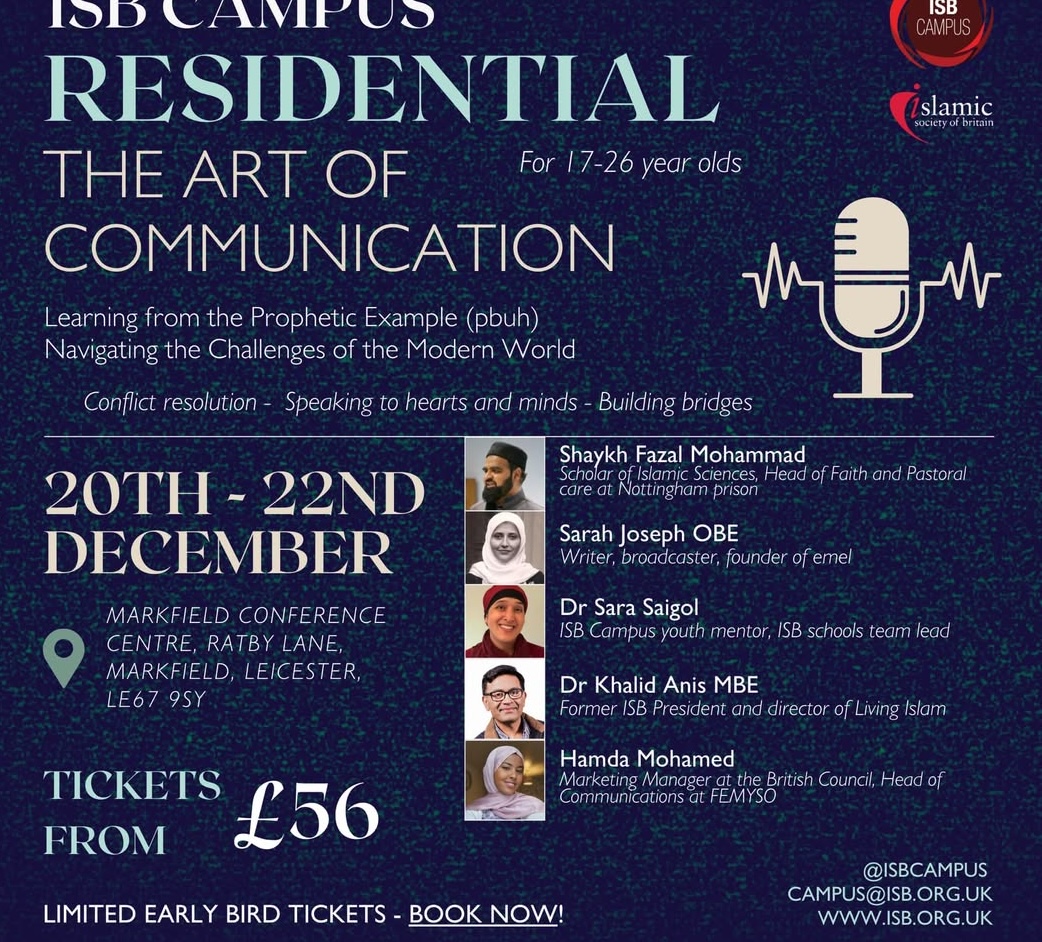 ISB CAMPUS
RESIDENTIAL
THE ART OF
COMMUNICATION
For 17-26 year olds
ISB
CAMPUS
islamic
society of britain
Learning from the Prophetic Example (pbuh)
Navigating the Challenges of the Modern World
Conflict resolution - Speaking to hearts and minds - Building bridges
20TH - 22ND
DECEMBER
MARKFIELD CONFERENCE
CENTRE, RATBY LANE,
MARKFIELD, LEICESTER,
LE67 9SY
TICKETS
FROM
£56
Shaykh Fazal Mohammad
Scholar of Islamic Sciences, Head of Faith and Pastoral
care at Nottingham prison
Sarah Joseph OBE
Writer, broadcaster, founder of emel
Dr Sara Saigol
ISB Campus youth mentor, ISB schools team lead
Dr Khalid Anis MBE
Former ISB President and director of Living Islam
Hamda Mohamed
Marketing Manager at the British Council, Head of
Communications at FEMYSO
LIMITED EARLY BIRD TICKETS - BOOK NOW!
@ISBCAMPUS
CAMPUS@ISB.ORG.UK
WWW.ISB.ORG.UK